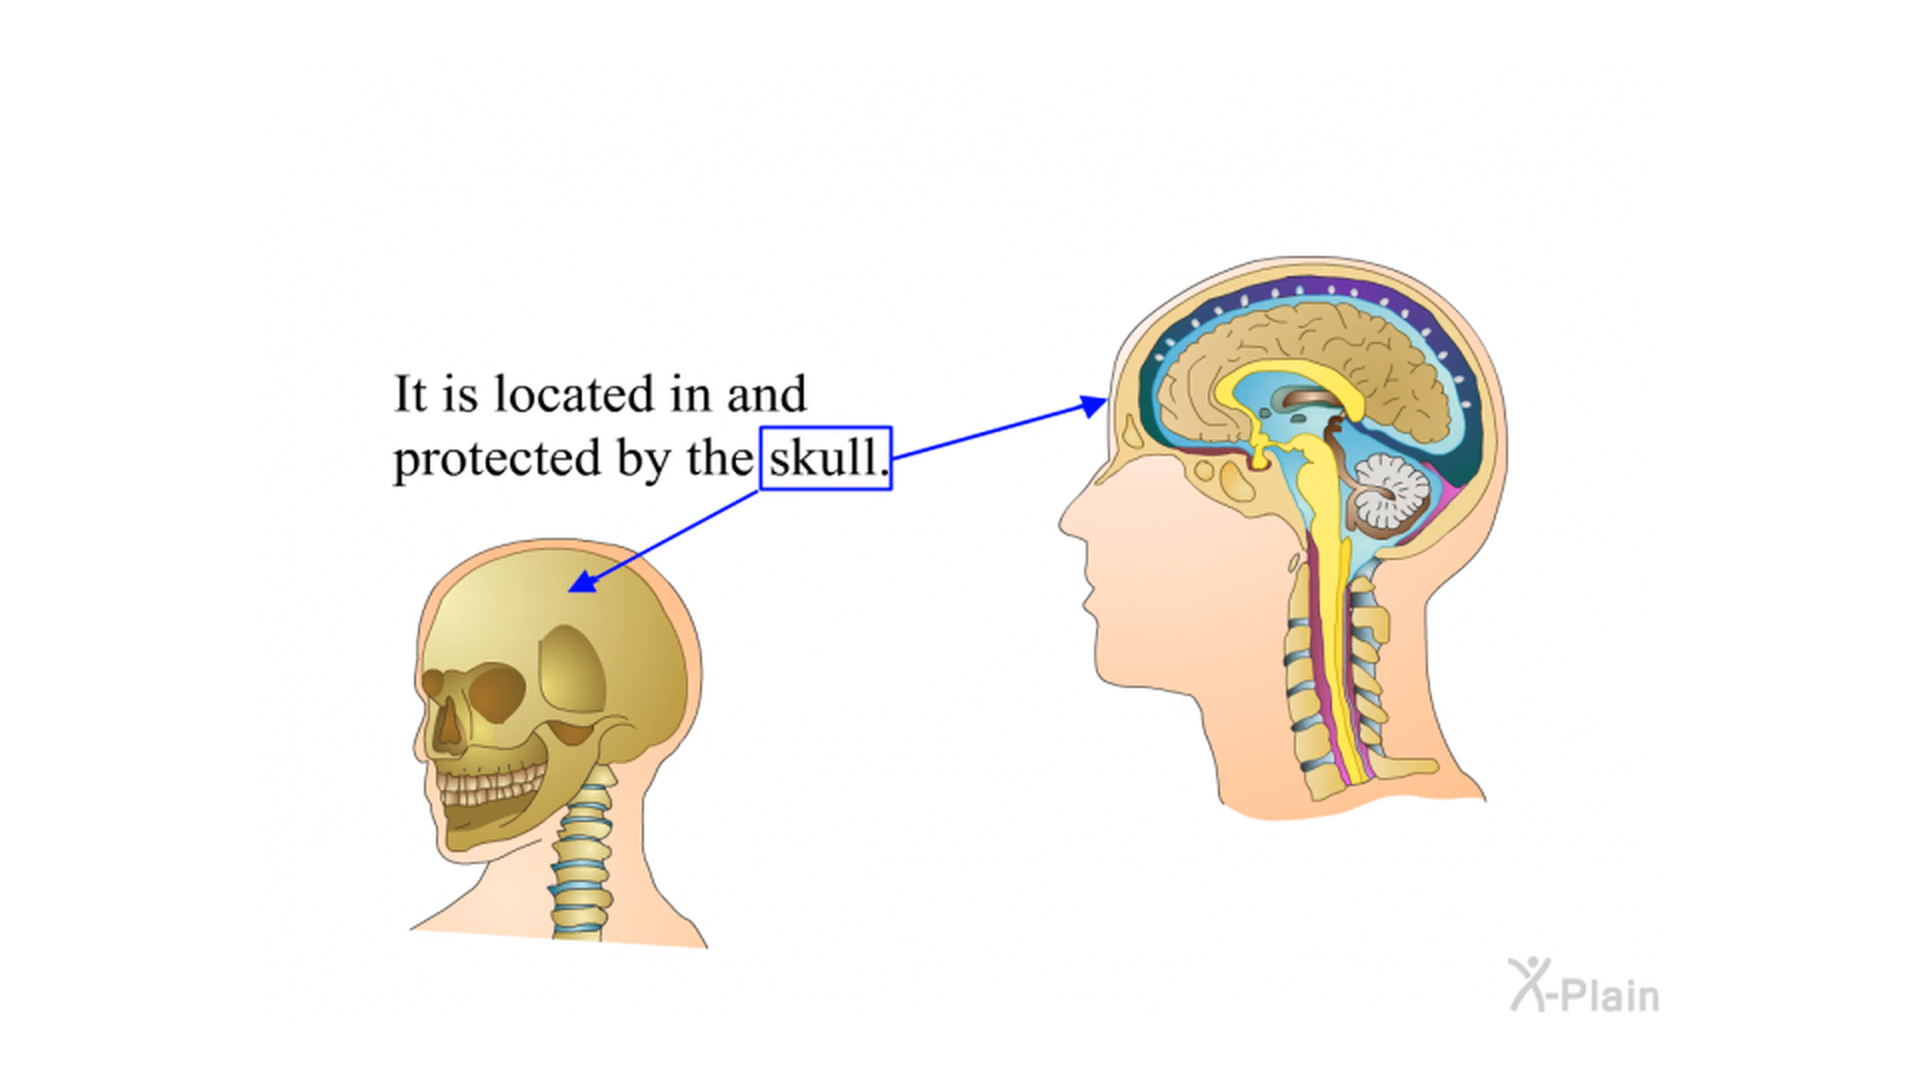 It is located in and
protected by the skull.
X-Plain